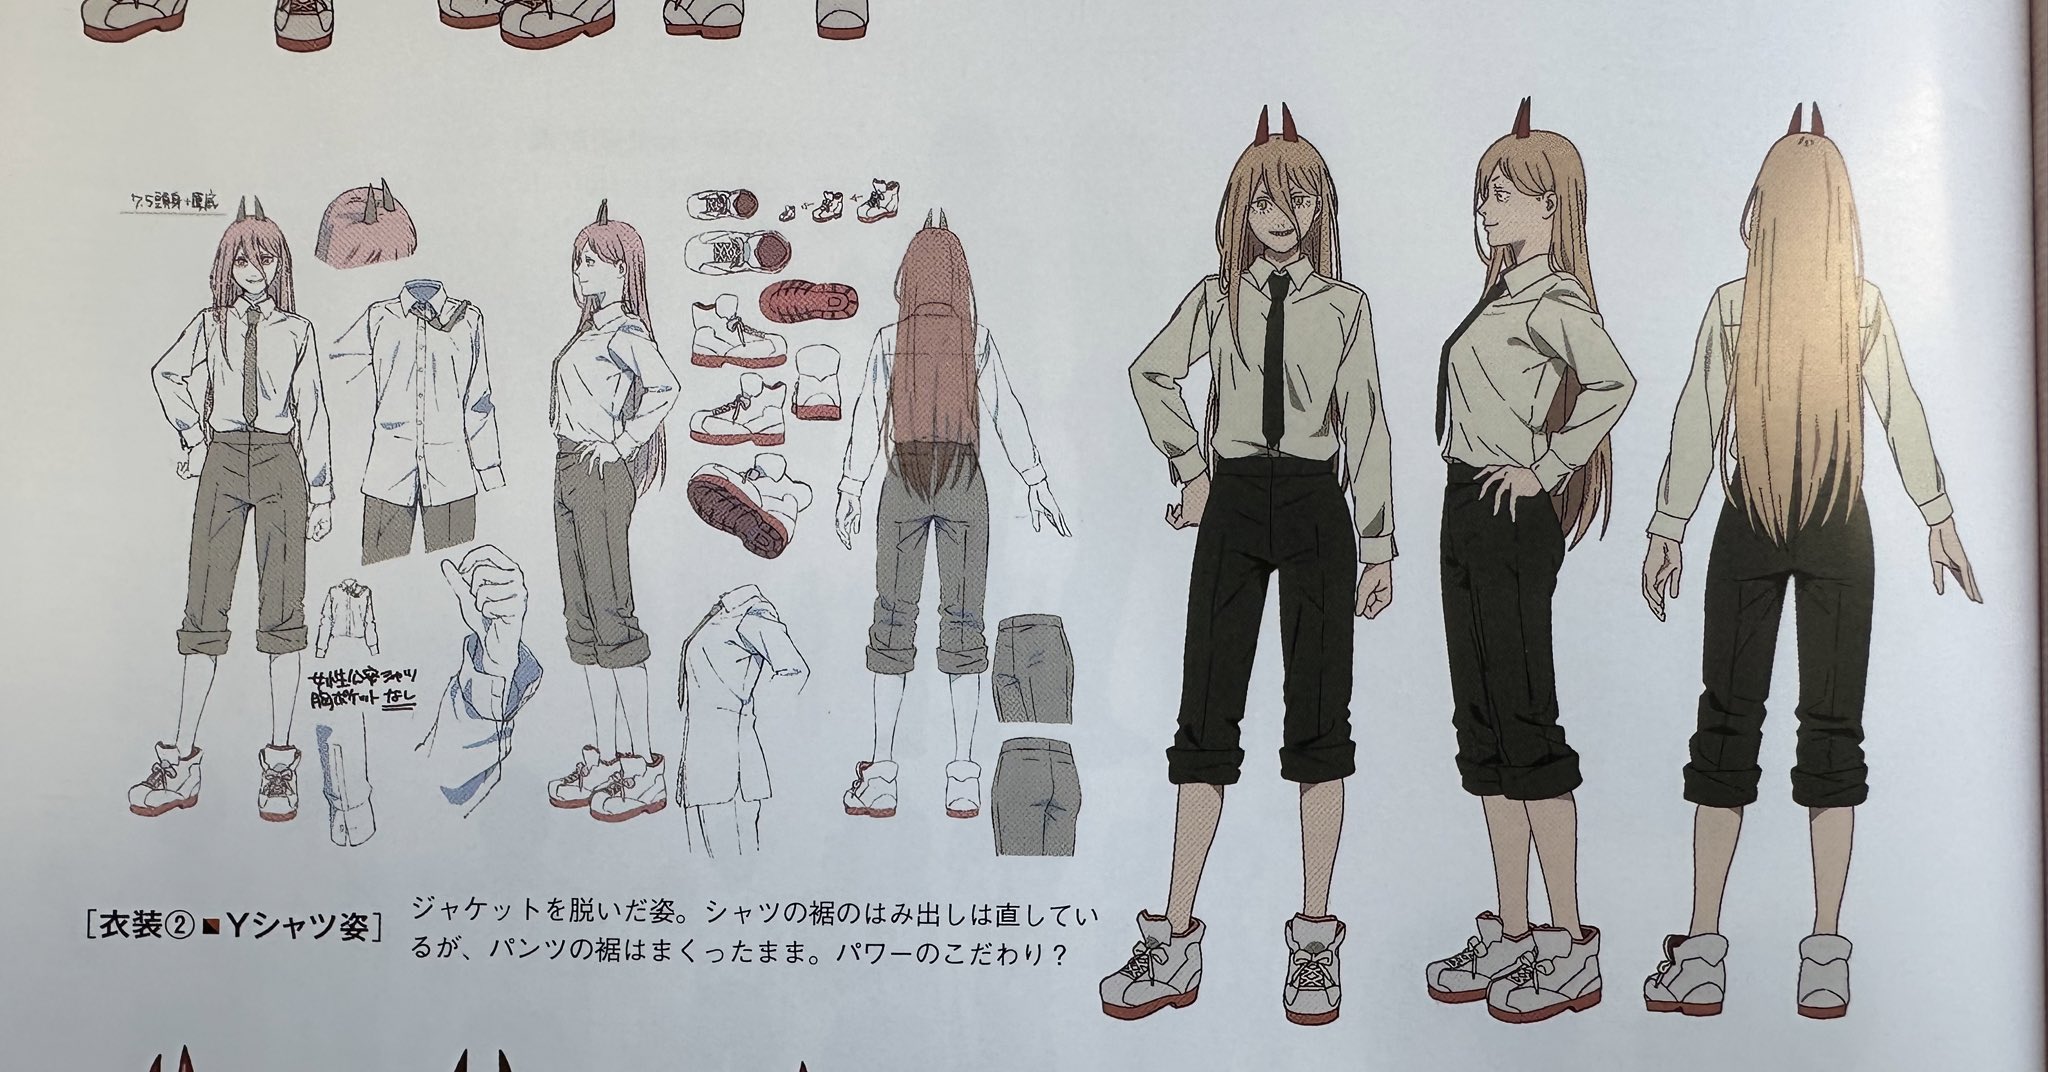 7.5頭身+厚底
女性公安シャツ
胸ポケットなし
[衣装②■Yシャツ姿]
ジャケットを脱いだ姿。シャツの裾のはみ出しは直してい
るが、パンツの裾はまくったまま。パワーのこだわり？